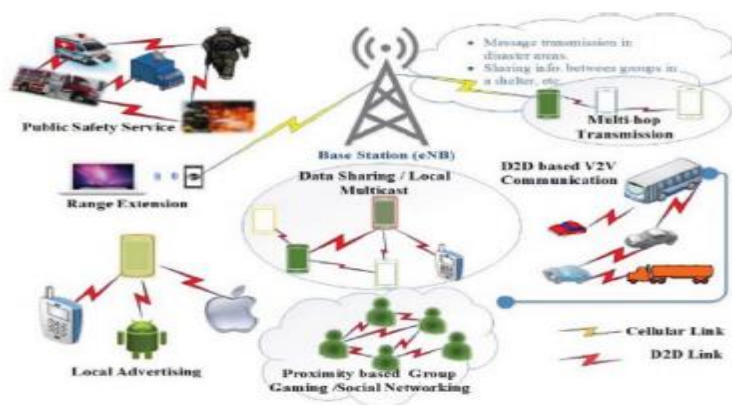 • Message transmission in
disaster areas.
• Sharing info. between groups in
a shelter, etc
Public Safety Service
Multi-hop
Transmission
Base Station (eNB)
Range Extension
Data Sharing / Local
Multicast
D2D based V2V
Communication
Local Advertising
Proximity based Group
Gaming /Social Networking
Cellular Link
D2D Link